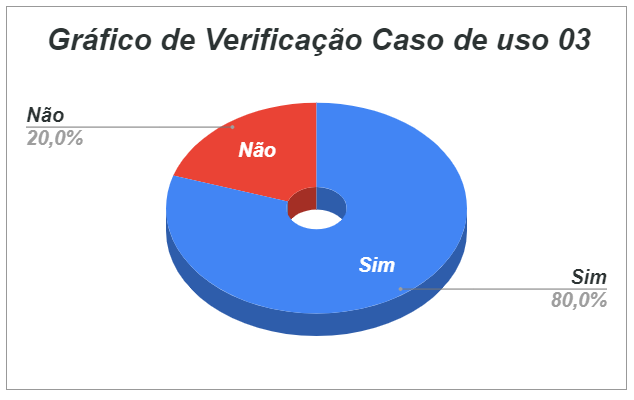 Gráfico de Verificação Caso de uso 03
Não
20,0%
Não
Sim
Sim
80,0%